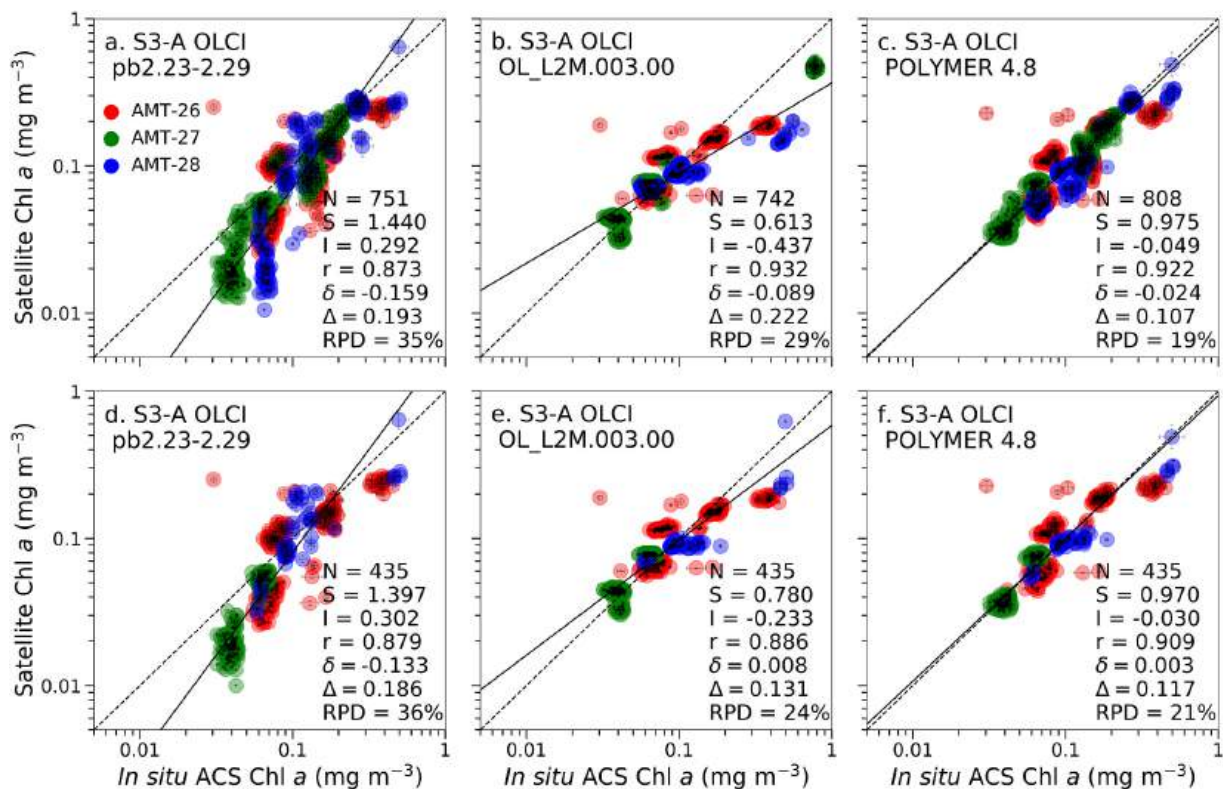 a. S3-A OLCI
pb2.23-2.29
AMT-26
AMT-27
AMT-28
N = 751
S = 1.440
I = 0.292
r = 0.873
δ = -0.159
Δ = 0.193
RPD = 35%
b. S3-A OLCI
OL_L2M.003.00
N = 742
S = 0.613
I = -0.437
r = 0.932
δ = -0.089
Δ = 0.222
RPD = 29%
c. S3-A OLCI
POLYMER 4.8
N = 808
S = 0.975
I = -0.049
r = 0.922
δ = -0.024
Δ = 0.107
RPD = 19%
Satellite Chl a (mg m⁻³)
1
0.1
0.01
d. S3-A OLCI
pb2.23-2.29
N = 435
S = 1.397
I = 0.302
r = 0.879
δ = -0.133
Δ = 0.186
RPD = 36%
e. S3-A OLCI
OL_L2M.003.00
N = 435
S = 0.780
I = -0.233
r = 0.886
δ = 0.008
Δ = 0.131
RPD = 24%
f. S3-A OLCI
POLYMER 4.8
N = 435
S = 0.970
I = -0.030
r = 0.909
δ = 0.003
Δ = 0.117
RPD = 21%
Satellite Chl a (mg m⁻³)
1
0.1
0.01
0.01 0.1 1
0.01 0.1 1
0.01 0.1 1
In situ ACS Chl a (mg m⁻³)
In situ ACS Chl a (mg m⁻³)
In situ ACS Chl a (mg m⁻³)